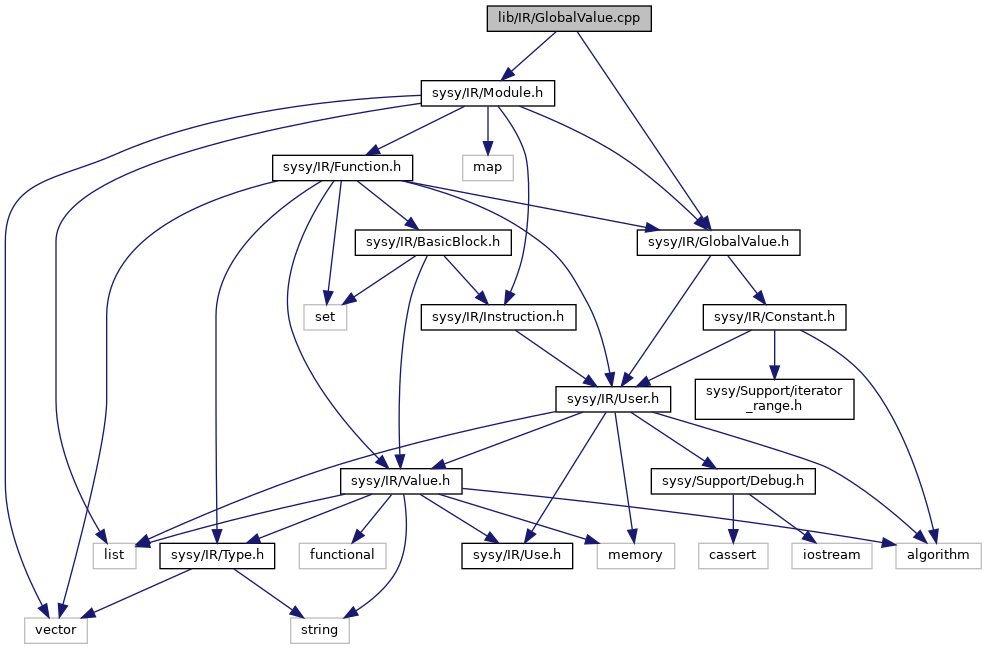 lib/IR/GlobalValue.cpp
sysy/IR/Module.h
sysy/IR/Function.h
map
sysy/IR/BasicBlock.h
sysy/IR/GlobalValue.h
set
sysy/IR/Instruction.h
sysy/IR/Constant.h
sysy/IR/User.h
sysy/Support/iterator
_range.h
sysy/IR/Value.h
sysy/Support/Debug.h
list
sysy/IR/Type.h
functional
sysy/IR/Use.h
memory
cassert
iostream
algorithm
vector
string